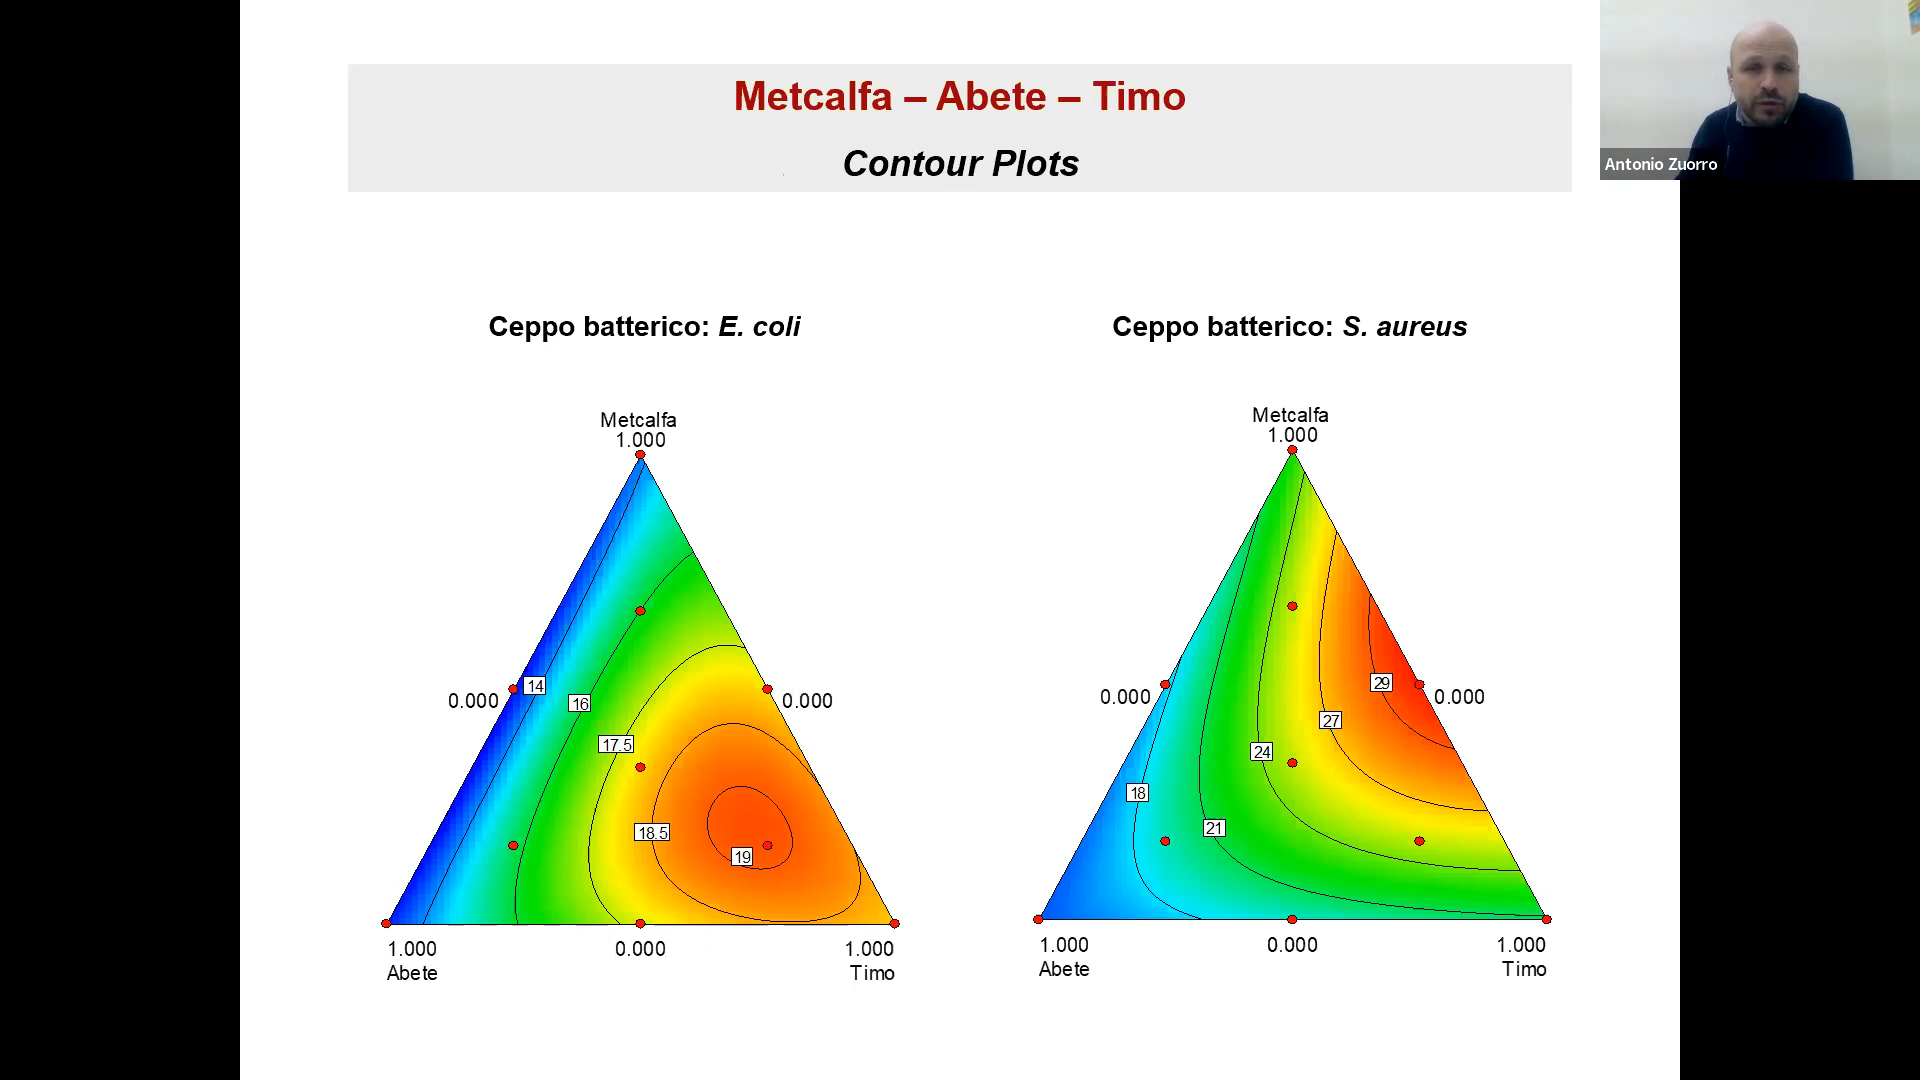 Metcalfa – Abete – Timo
Contour Plots
Antonio Zuorro
Ceppo batterico: E. coli
Metcalfa
1.000
14
16
0.000
0.000
17.5
18.5
19
1.000
0.000
1.000
Abete
Timo
Ceppo batterico: S. aureus
Metcalfa
1.000
29
0.000
0.000
27
24
18
21
1.000
0.000
1.000
Abete
Timo